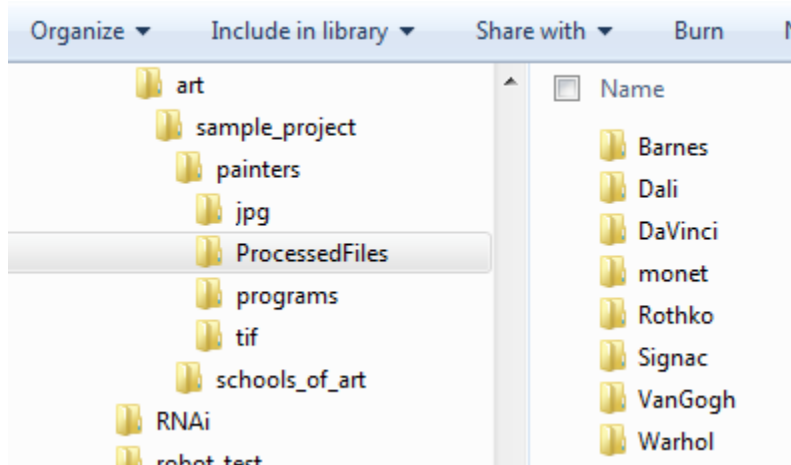 Organize Include in library Share with Burn
art
sample_project
painters
jpg
ProcessedFiles
programs
tif
schools_of_art
RNAi
robot_test
Name
Barnes
Dali
DaVinci
monet
Rothko
Signac
VanGogh
Warhol